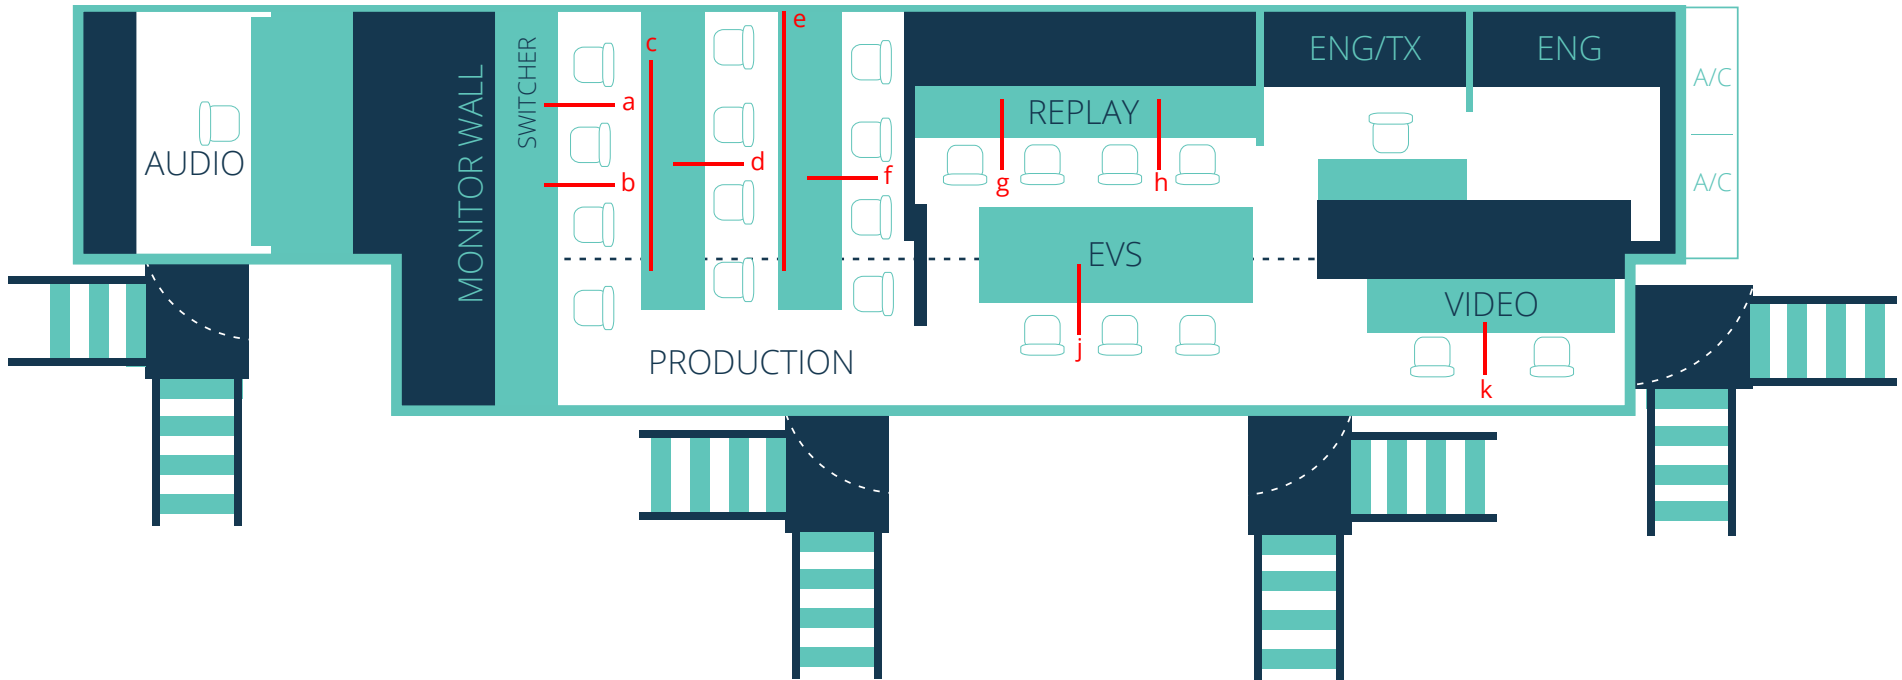 e
c
SWITCHER
ENG/TX
ENG
A/C
a
REPLAY
AUDIO
MONITOR WALL
d
f
b
g
h
A/C
EVS
VIDEO
j
PRODUCTION
k